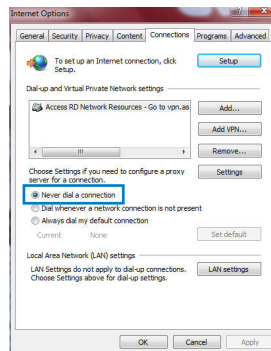 Internet Options
General Security Privacy Content Connections Programs Advanced
To set up an Internet connection, click Setup.
Setup
Dial-up and Virtual Private Network settings
Access RD Network Resources - Go to vpn.as
Add...
Add VPN...
Remove...
Choose Settings if you need to configure a proxy
server for a connection.
Settings
Never dial a connection
Dial whenever a network connection is not present
Always dial my default connection
Current None
Set default
Local Area Network (LAN) settings
LAN Settings do not apply to dial-up connections.
Choose Settings above for dial-up settings.
LAN settings
OK Cancel Apply